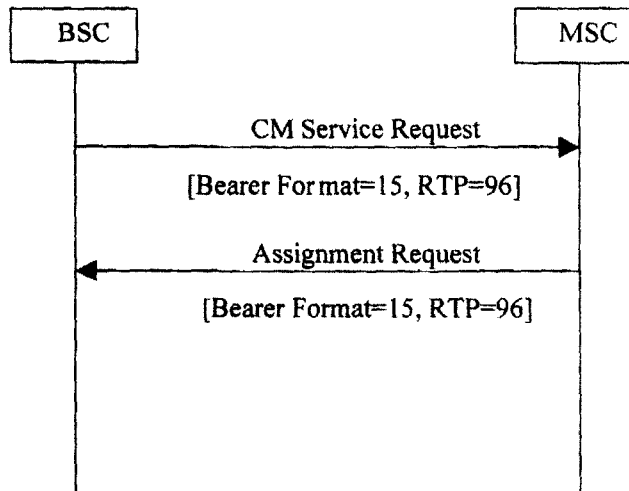 BSC
MSC
CM Service Request
[Bearer Format=15, RTP=96]
Assignment Request
[Bearer Format=15, RTP=96]